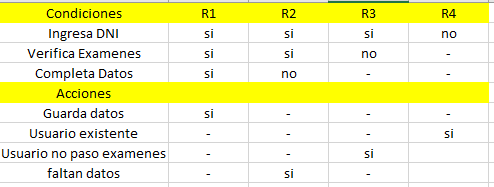 Condiciones R1 R2 R3 R4
Ingresa DNI si si si no
Verifica Examenes si si no -
Completa Datos si no - -
Acciones
Guarda datos si - - -
Usuario existente - - - si
Usuario no paso examenes - - si
faltan datos - si - -